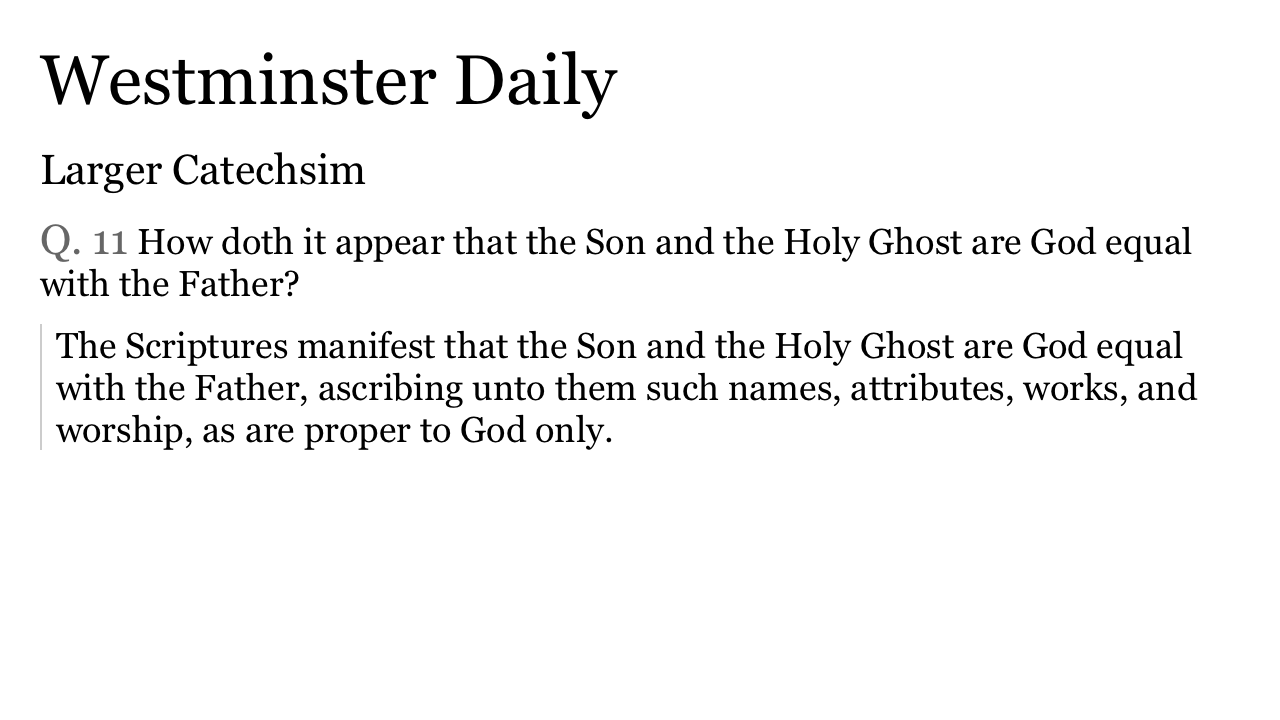 Westminster Daily
Larger Catechsim
Q. 11 How doth it appear that the Son and the Holy Ghost are God equal
with the Father?
The Scriptures manifest that the Son and the Holy Ghost are God equal
with the Father, ascribing unto them such names, attributes, works, and
worship, as are proper to God only.